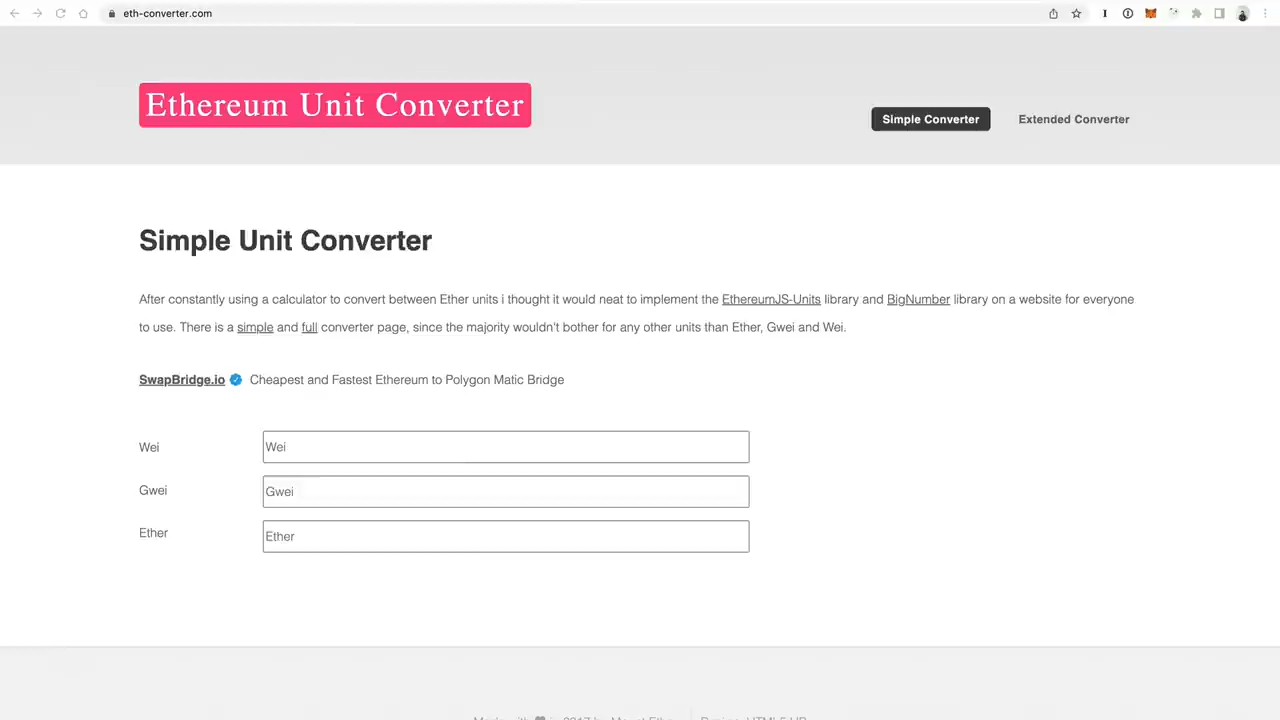 eth-converter.com
Ethereum Unit Converter
Simple Converter
Extended Converter
Simple Unit Converter
After constantly using a calculator to convert between Ether units i thought it would neat to implement the EthereumJS-Units library and BigNumber library on a website for everyone
to use. There is a simple and full converter page, since the majority wouldn't bother for any other units than Ether, Gwei and Wei.
SwapBridge.io Cheapest and Fastest Ethereum to Polygon Matic Bridge
Wei Wei
Gwei Gwei
Ether Ether